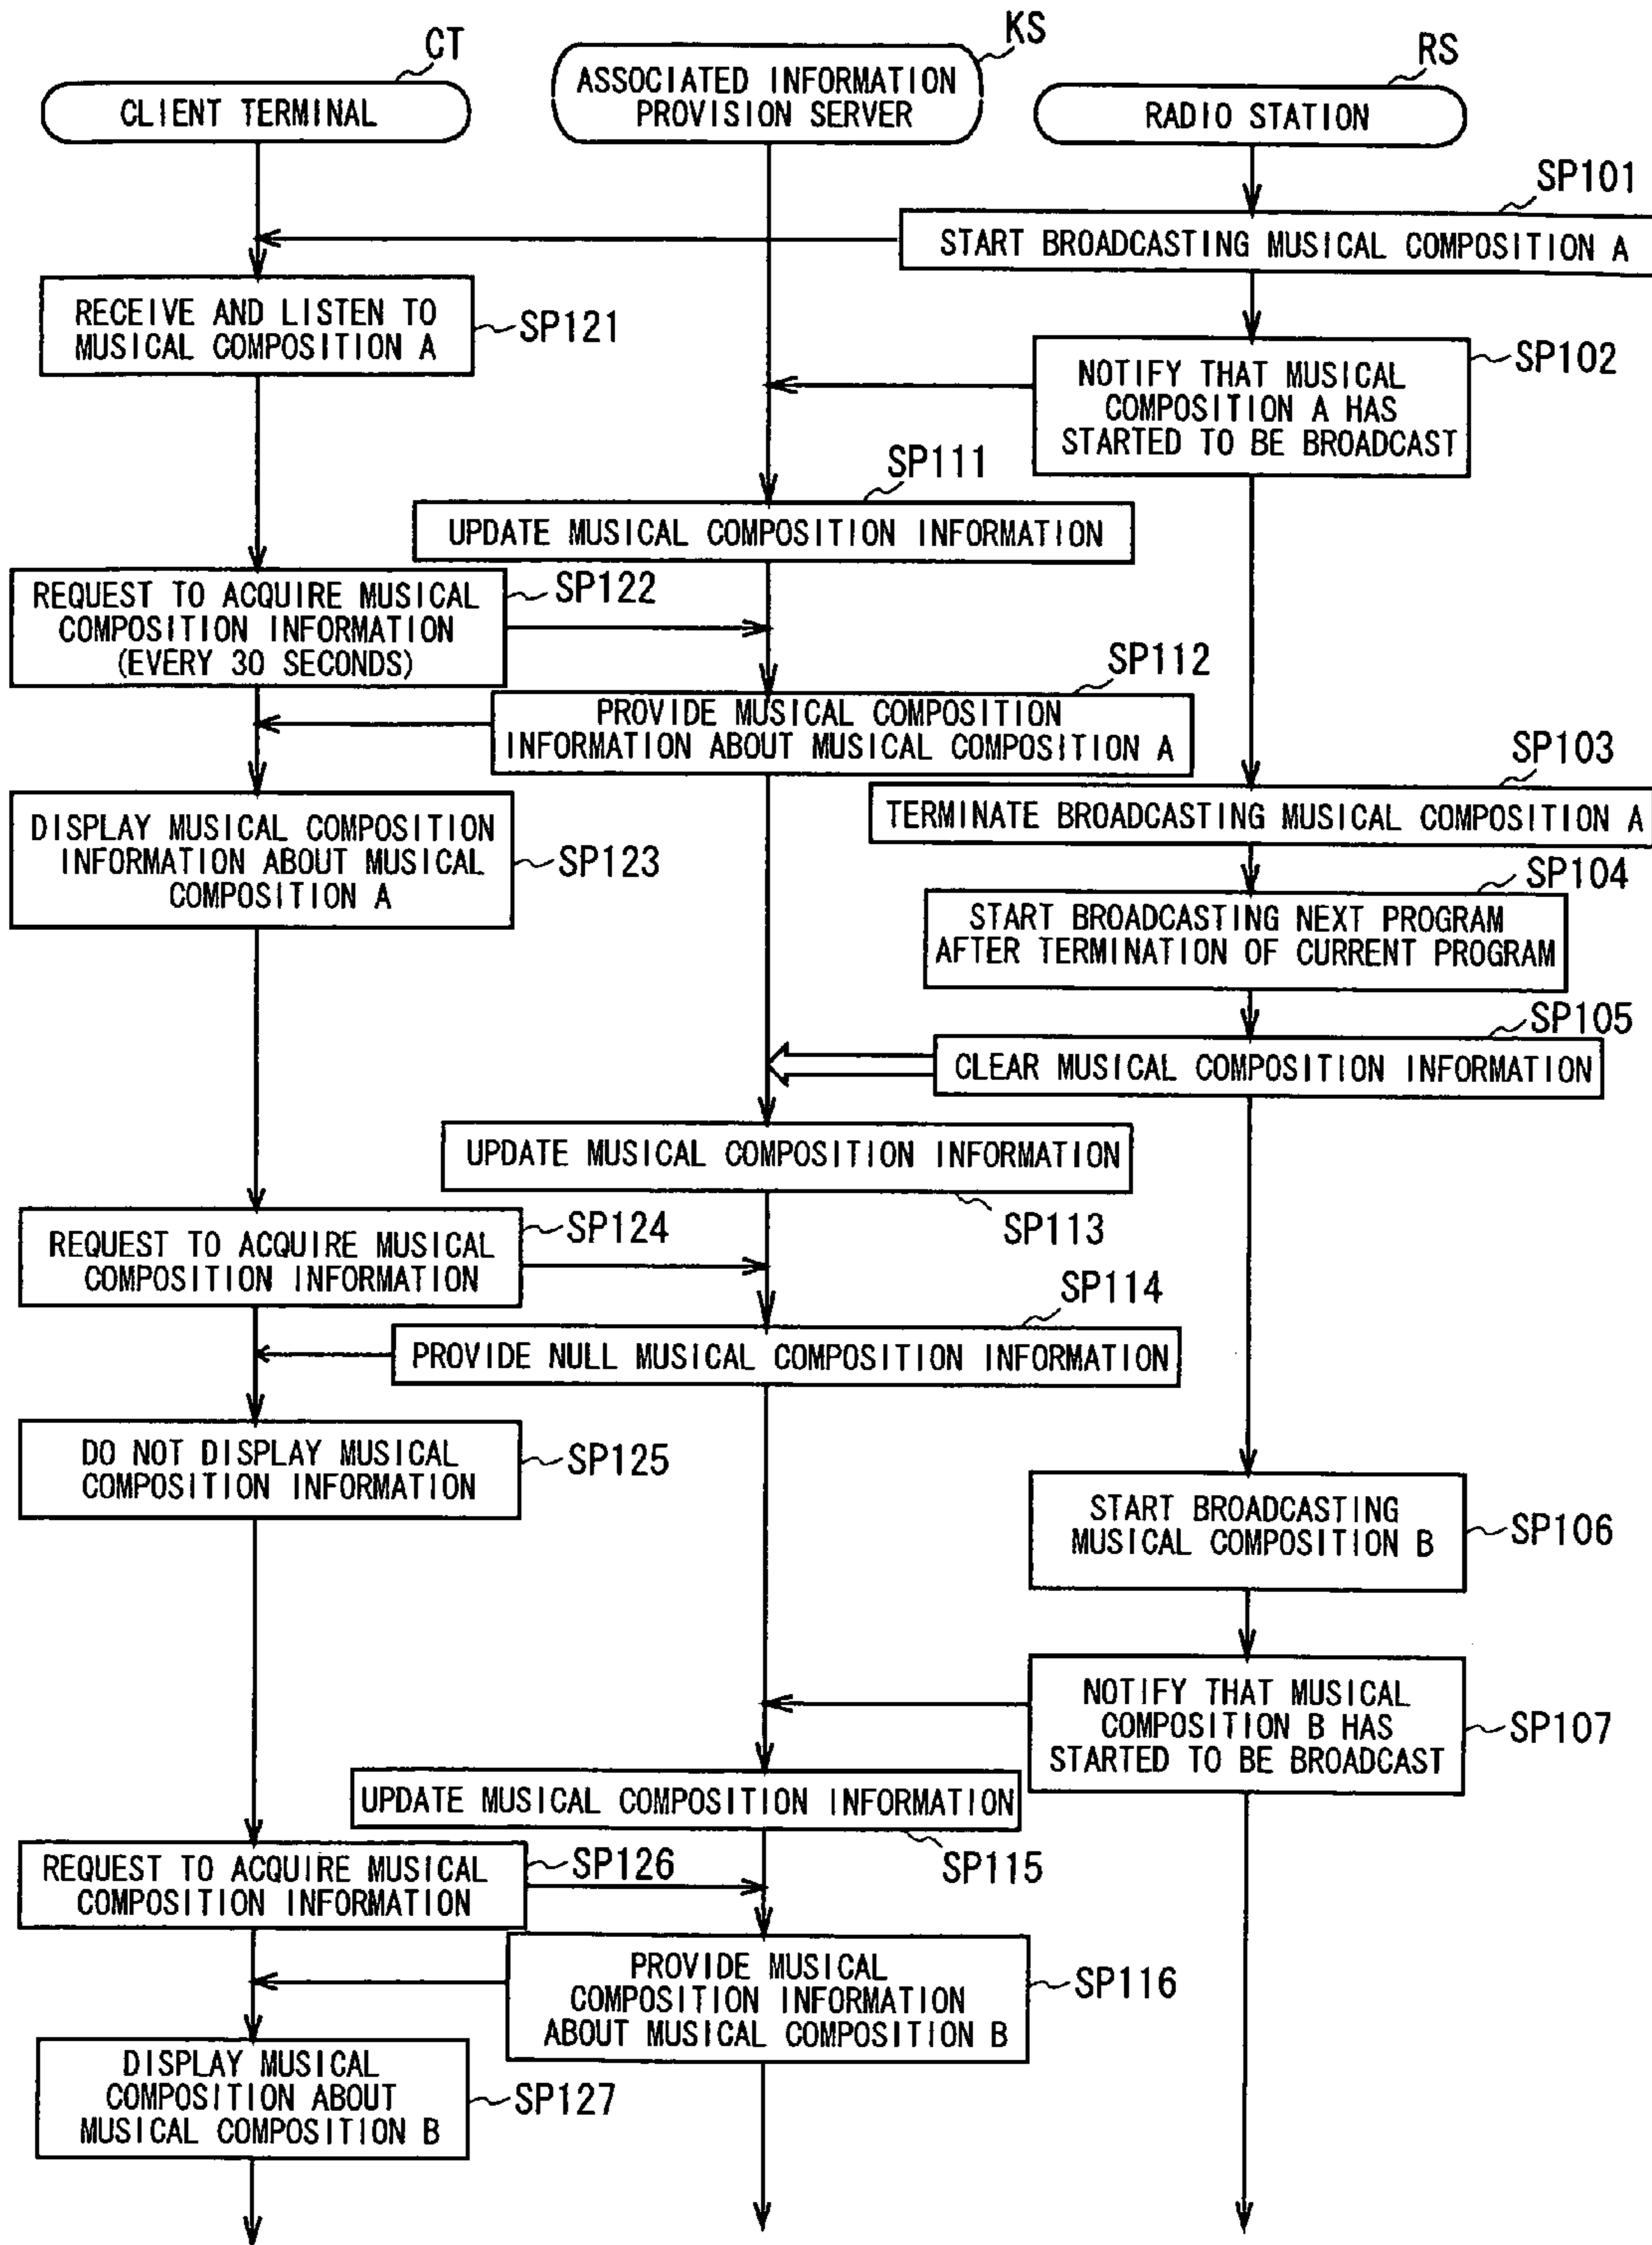 CT
CLIENT TERMINAL
KS
ASSOCIATED INFORMATION
PROVISION SERVER
RS
RADIO STATION
SP101
START BROADCASTING MUSICAL COMPOSITION A
RECEIVE AND LISTEN TO
MUSICAL COMPOSITION A
SP121
NOTIFY THAT MUSICAL
COMPOSITION A HAS
STARTED TO BE BROADCAST
SP102
SP111
UPDATE MUSICAL COMPOSITION INFORMATION
REQUEST TO ACQUIRE MUSICAL
COMPOSITION INFORMATION
(EVERY 30 SECONDS)
SP122
SP112
PROVIDE MUSICAL COMPOSITION
INFORMATION ABOUT MUSICAL COMPOSITION A
SP103
TERMINATE BROADCASTING MUSICAL COMPOSITION A
DISPLAY MUSICAL COMPOSITION
INFORMATION ABOUT MUSICAL
COMPOSITION A
SP123
SP104
START BROADCASTING NEXT PROGRAM
AFTER TERMINATION OF CURRENT PROGRAM
SP105
CLEAR MUSICAL COMPOSITION INFORMATION
UPDATE MUSICAL COMPOSITION INFORMATION
SP113
REQUEST TO ACQUIRE MUSICAL
COMPOSITION INFORMATION
SP124
SP114
PROVIDE NULL MUSICAL COMPOSITION INFORMATION
DO NOT DISPLAY MUSICAL
COMPOSITION INFORMATION
SP125
START BROADCASTING
MUSICAL COMPOSITION B
SP106
NOTIFY THAT MUSICAL
COMPOSITION B HAS
STARTED TO BE BROADCAST
SP107
UPDATE MUSICAL COMPOSITION INFORMATION
SP115
REQUEST TO ACQUIRE MUSICAL
COMPOSITION INFORMATION
SP126
PROVIDE MUSICAL
COMPOSITION INFORMATION
ABOUT MUSICAL COMPOSITION B
SP116
DISPLAY MUSICAL
COMPOSITION ABOUT
MUSICAL COMPOSITION B
SP127